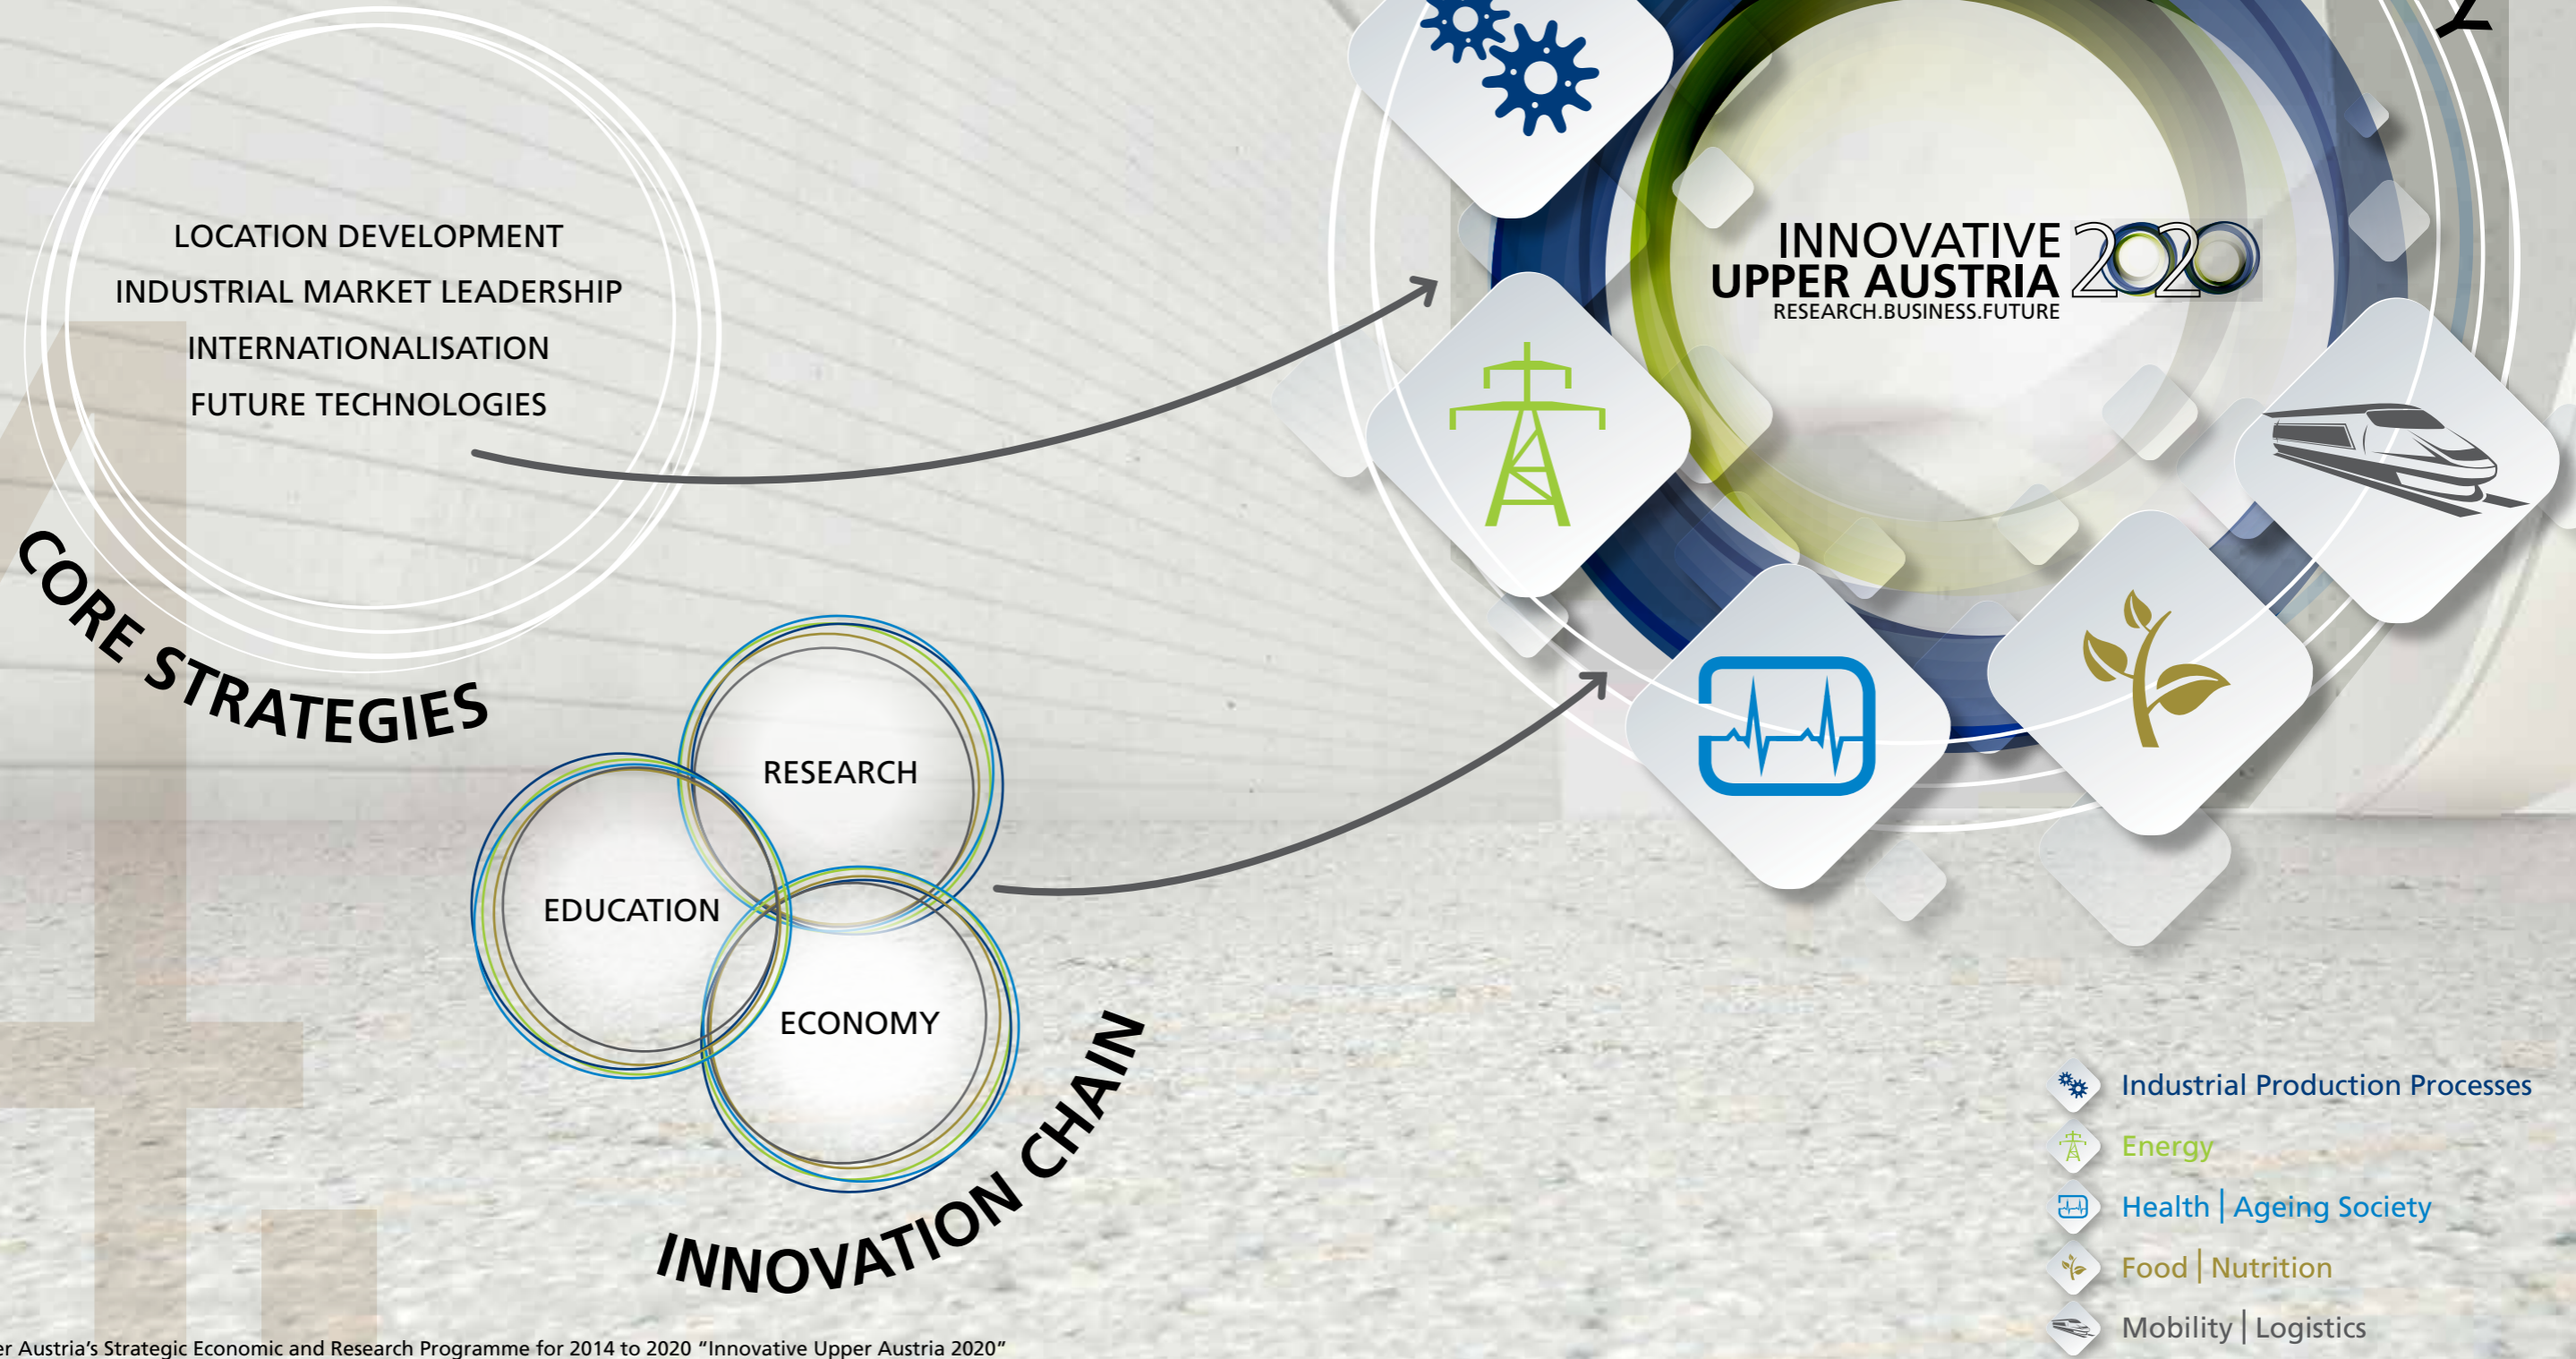 LOCATION DEVELOPMENT
INDUSTRIAL MARKET LEADERSHIP
INTERNATIONALISATION
FUTURE TECHNOLOGIES
CORE STRATEGIES
Y
INNOVATIVE
UPPER AUSTRIA 2020
RESEARCH.BUSINESS.FUTURE
RESEARCH
EDUCATION
ECONOMY
INNOVATION CHAIN
Industrial Production Processes
Energy
Health | Ageing Society
Food | Nutrition
Mobility | Logistics
er Austria’s Strategic Economic and Research Programme for 2014 to 2020 “Innovative Upper Austria 2020”